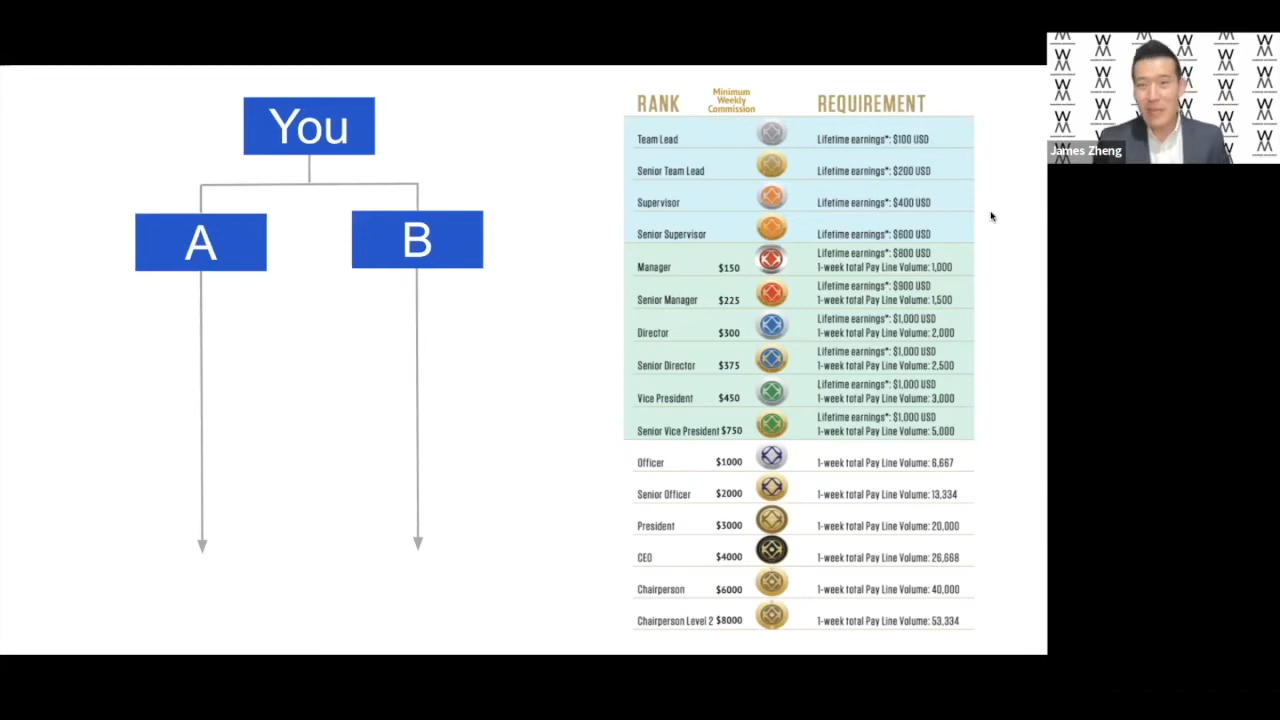 You
A
B
RANK
Minimum
Weekly
Commission
REQUIREMENT
Team Lead Lifetime earnings*: $100 USD
Senior Team Lead Lifetime earnings*: $200 USD
Supervisor Lifetime earnings*: $400 USD
Senior Supervisor Lifetime earnings*: $600 USD
Lifetime earnings*: $800 USD
Manager $150 1-week total Pay Line Volume: 1,000
Lifetime earnings*: $900 USD
Senior Manager $225 1-week total Pay Line Volume: 1,500
Lifetime earnings*: $1,000 USD
Director $300 1-week total Pay Line Volume: 2,000
Lifetime earnings*: $1,000 USD
Senior Director $375 1-week total Pay Line Volume: 2,500
Lifetime earnings*: $1,000 USD
Vice President $450 1-week total Pay Line Volume: 3,000
Lifetime earnings*: $1,000 USD
Senior Vice President $750 1-week total Pay Line Volume: 5,000
Officer $1000 1-week total Pay Line Volume: 6,667
Senior Officer $2000 1-week total Pay Line Volume: 13,334
President $3000 1-week total Pay Line Volume: 20,000
CEO $4000 1-week total Pay Line Volume: 26,668
Chairperson $6000 1-week total Pay Line Volume: 40,000
Chairperson Level 2 $8000 1-week total Pay Line Volume: 53,334
James Zheng